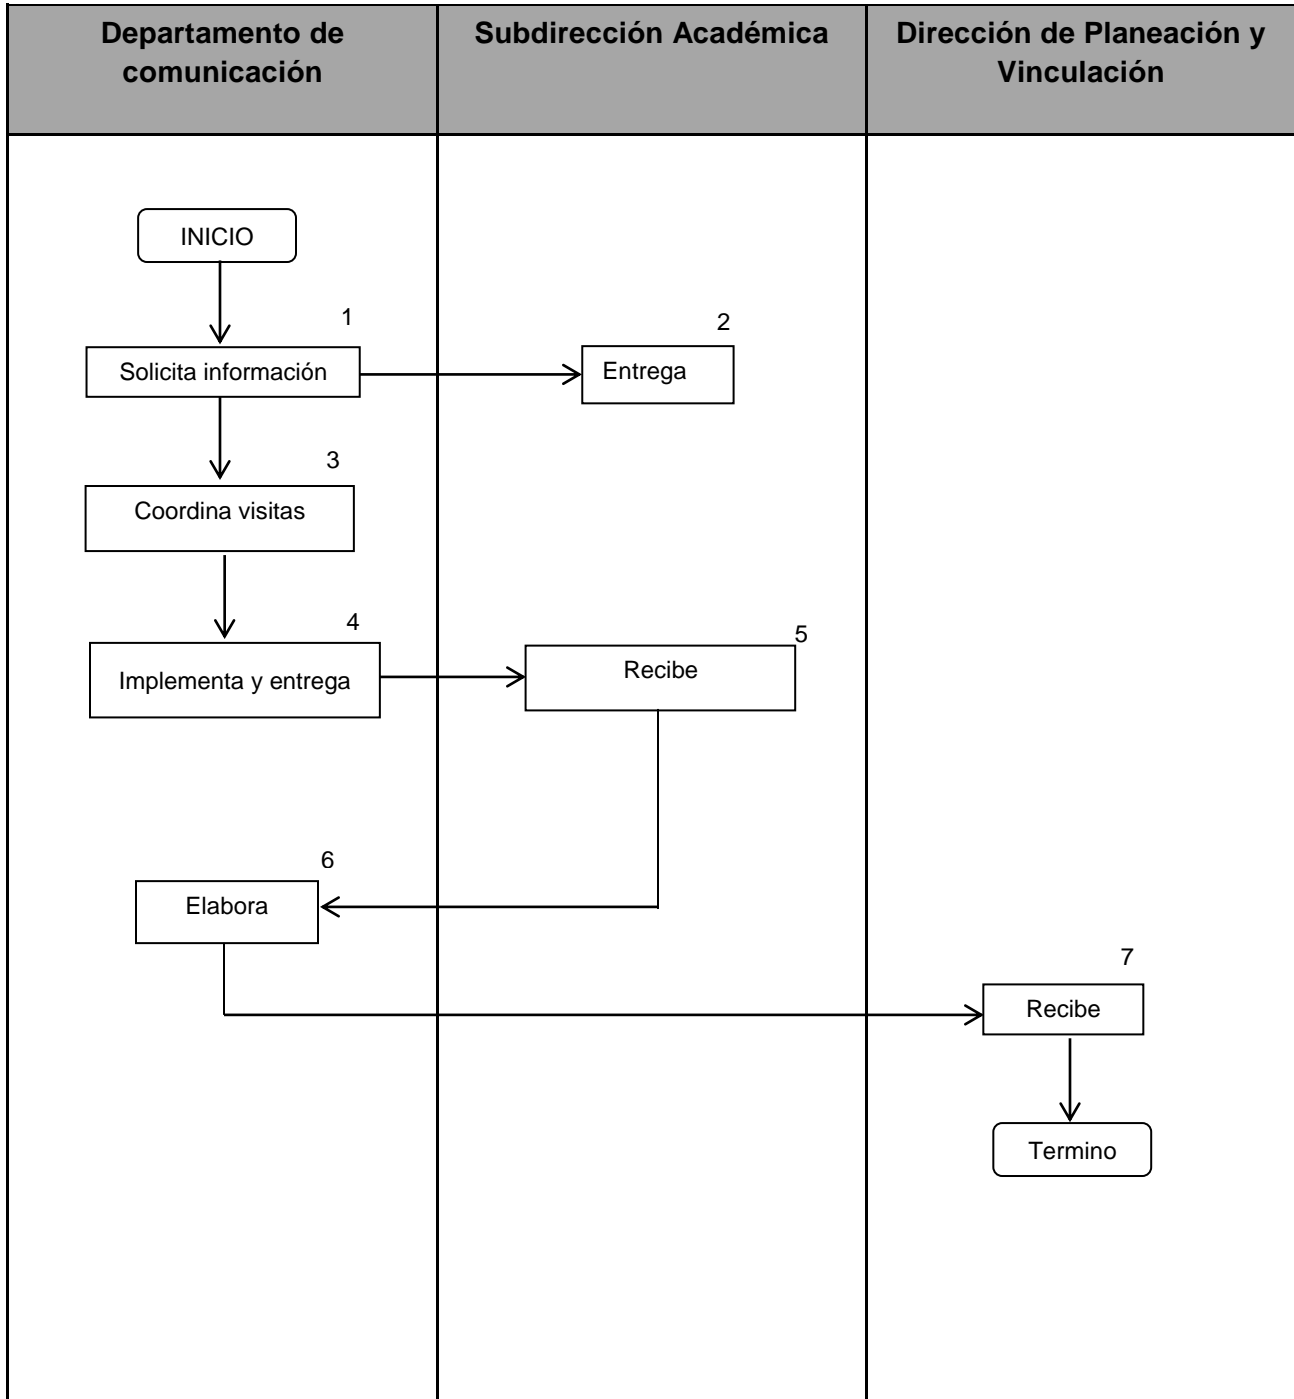 Departamento de
comunicación
Subdirección Académica
Dirección de Planeación y
Vinculación
INICIO
1
Solicita información
2
Entrega
3
Coordina visitas
4
Implementa y entrega
5
Recibe
6
Elabora
7
Recibe
Termino